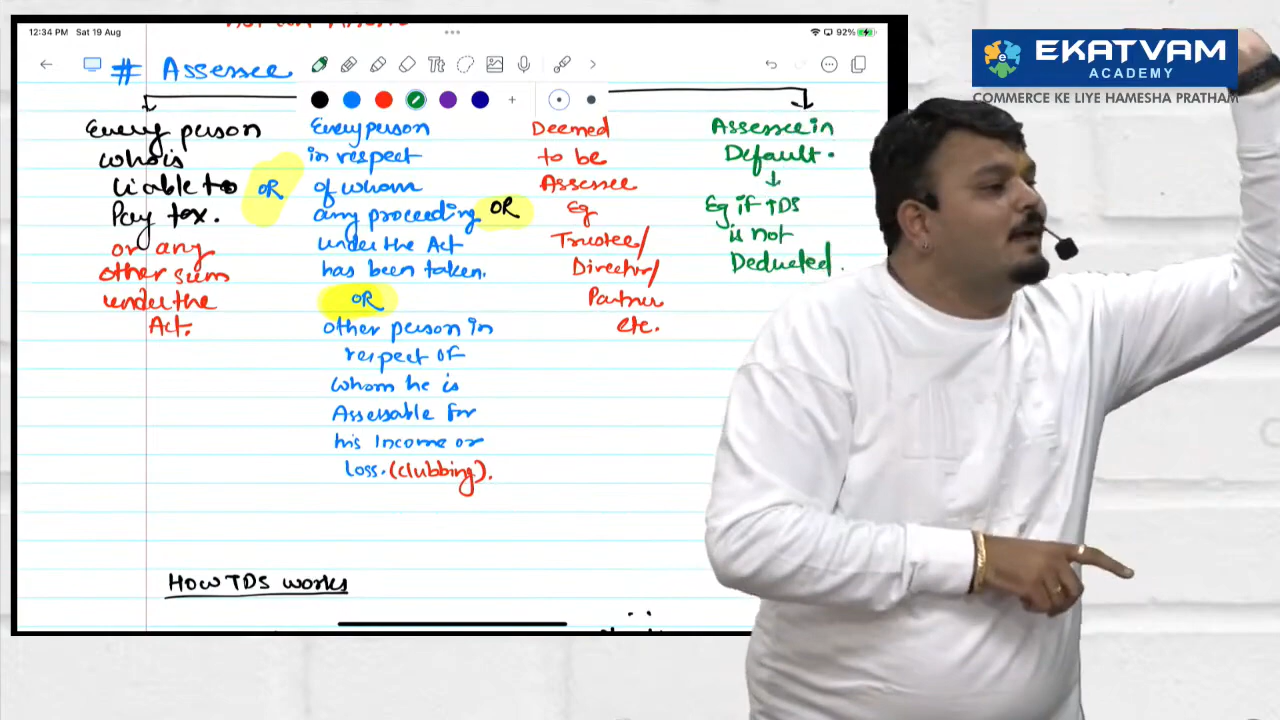 12:34 PM Sat 19 Aug
92%
# Assessee
Every person
who is
liable to
Pay tax.
or any
other sum
under the
Act.
OR
Every person
in respect
of whom
any proceeding
under the Act
has been taken.
OR
other person in
respect of
whom he is
Assessable for
his Income or
loss. (clubbing).
OR
Deemed
to be
Assessee
Eg
Trustee/
Director/
Partner
etc.
Assessee in
Default.
Eg if TDS
is not
Deducted.
How TDS works
EKATVAM
ACADEMY
COMMERCE KE LIYE HAMESHA PRATHAM